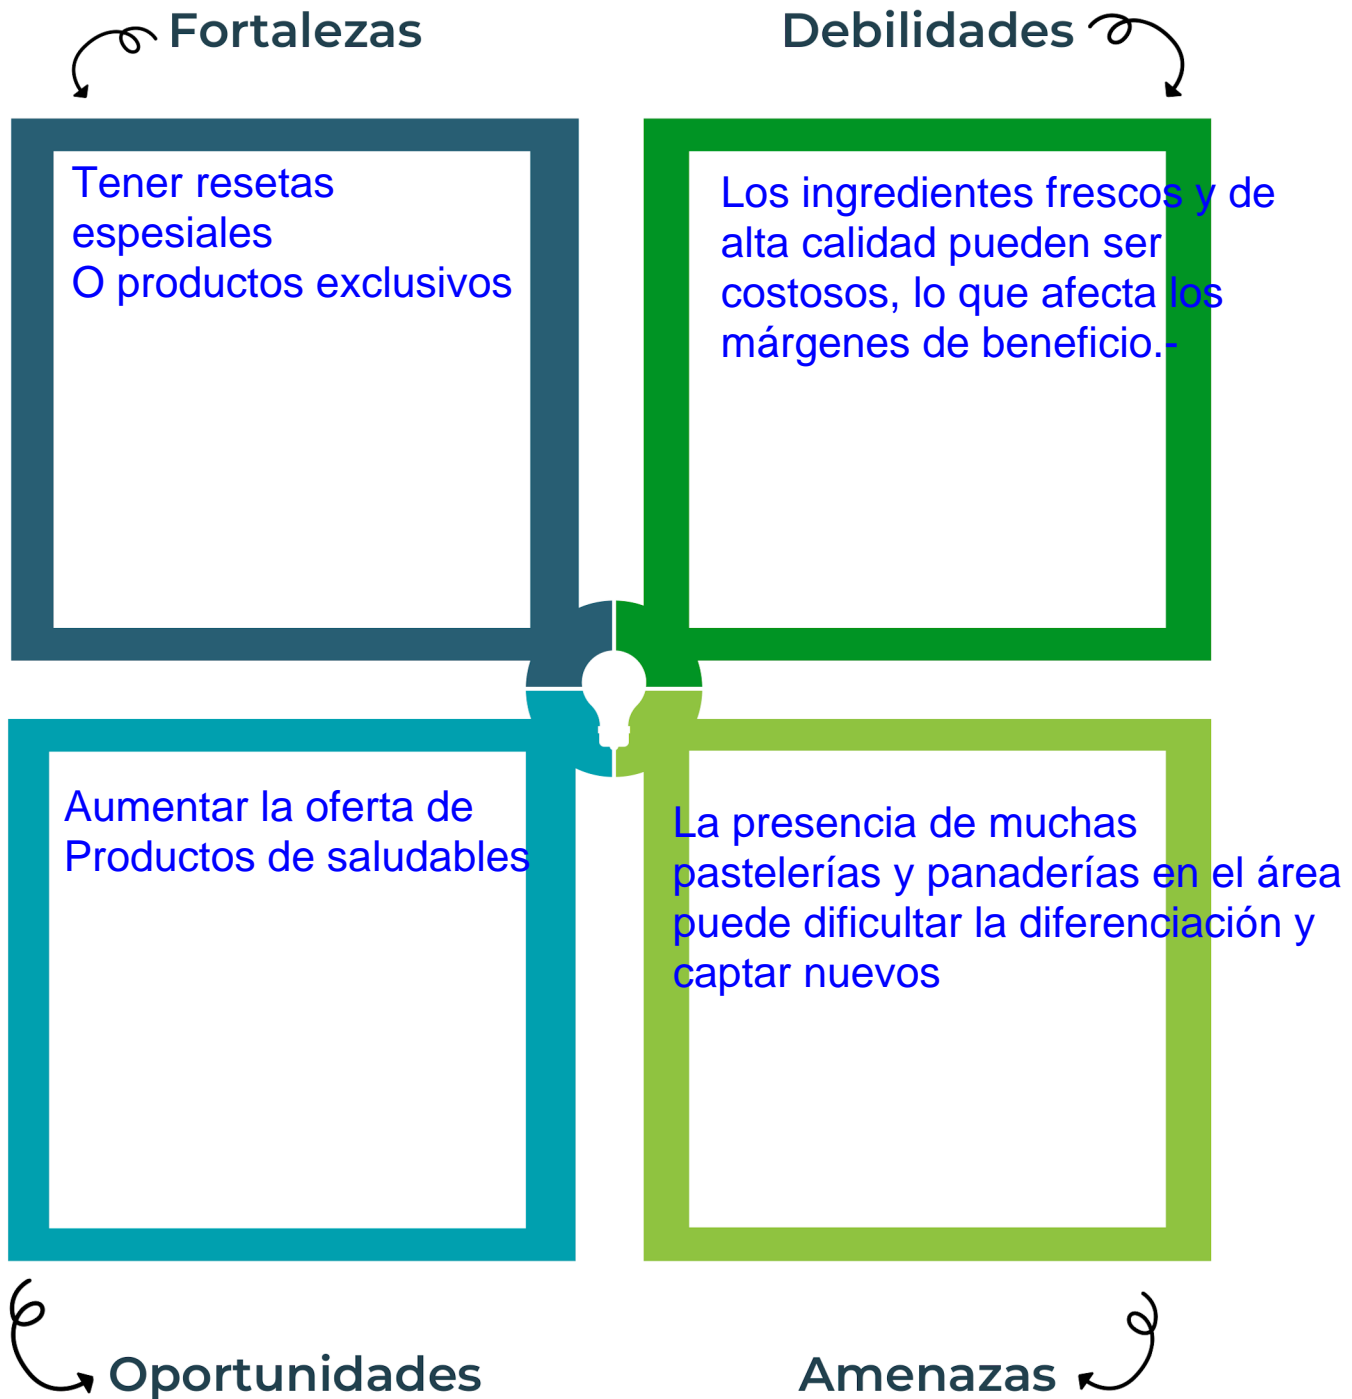 Fortalezas
Debilidades
Tener resetas
espesiales
O productos exclusivos
Los ingredientes frescos y de
alta calidad pueden ser
costosos, lo que afecta los
márgenes de beneficio.-
Aumentar la oferta de
Productos de saludables
La presencia de muchas
pastelerías y panaderías en el área
puede dificultar la diferenciación y
captar nuevos
Oportunidades
Amenazas